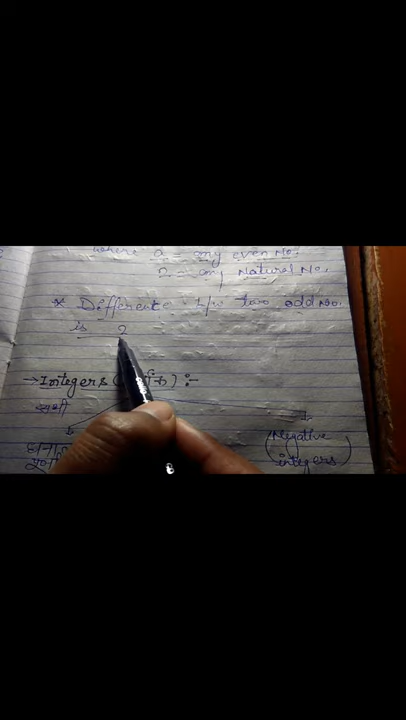 where a = any even No.
2 = any Natural No.
* Difference b/w two odd No.
is 2
→ Integers :-
(Negative
integers)